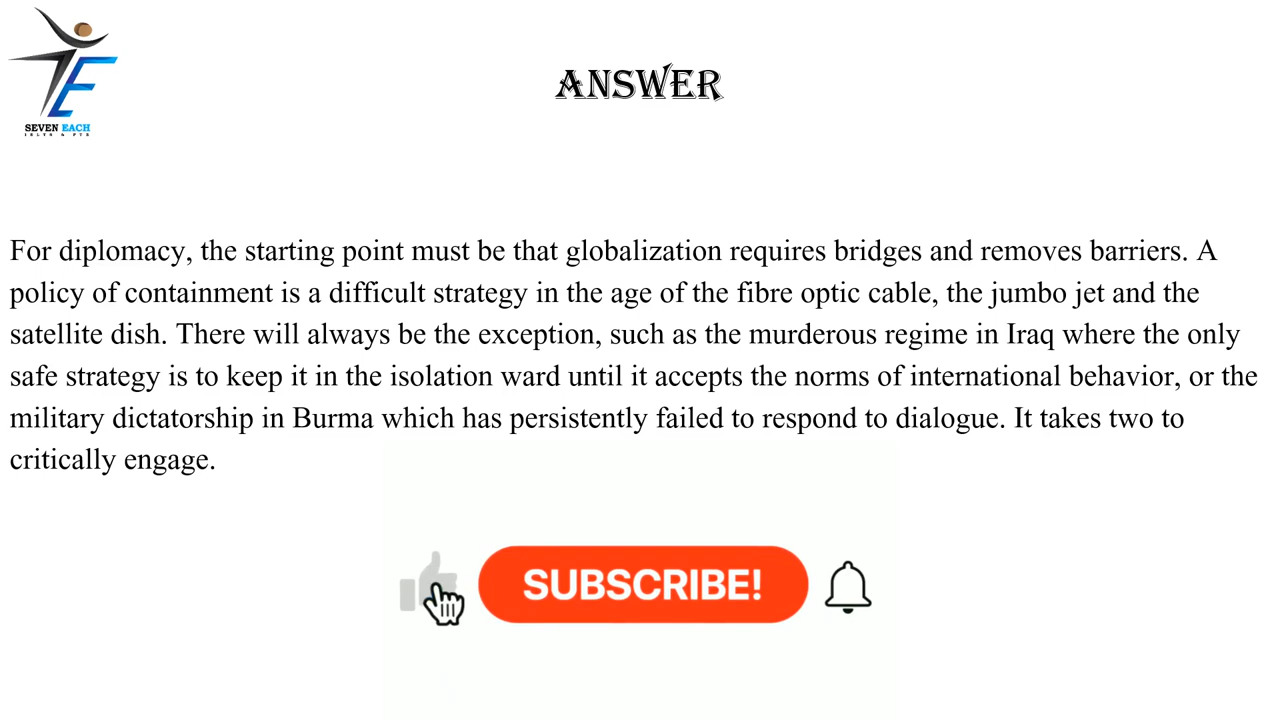 SEVEN EACH
IELTS & PTE
ANSWER
For diplomacy, the starting point must be that globalization requires bridges and removes barriers. A
policy of containment is a difficult strategy in the age of the fibre optic cable, the jumbo jet and the
satellite dish. There will always be the exception, such as the murderous regime in Iraq where the only
safe strategy is to keep it in the isolation ward until it accepts the norms of international behavior, or the
military dictatorship in Burma which has persistently failed to respond to dialogue. It takes two to
critically engage.
SUBSCRIBE!